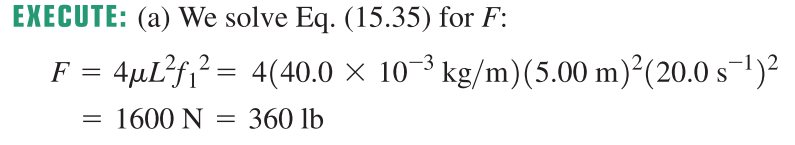 EXECUTE: (a) We solve Eq. (15.35) for F:
F = 4μL²f₁² = 4(40.0 × 10⁻³ kg/m)(5.00 m)²(20.0 s⁻¹)²
= 1600 N = 360 lb